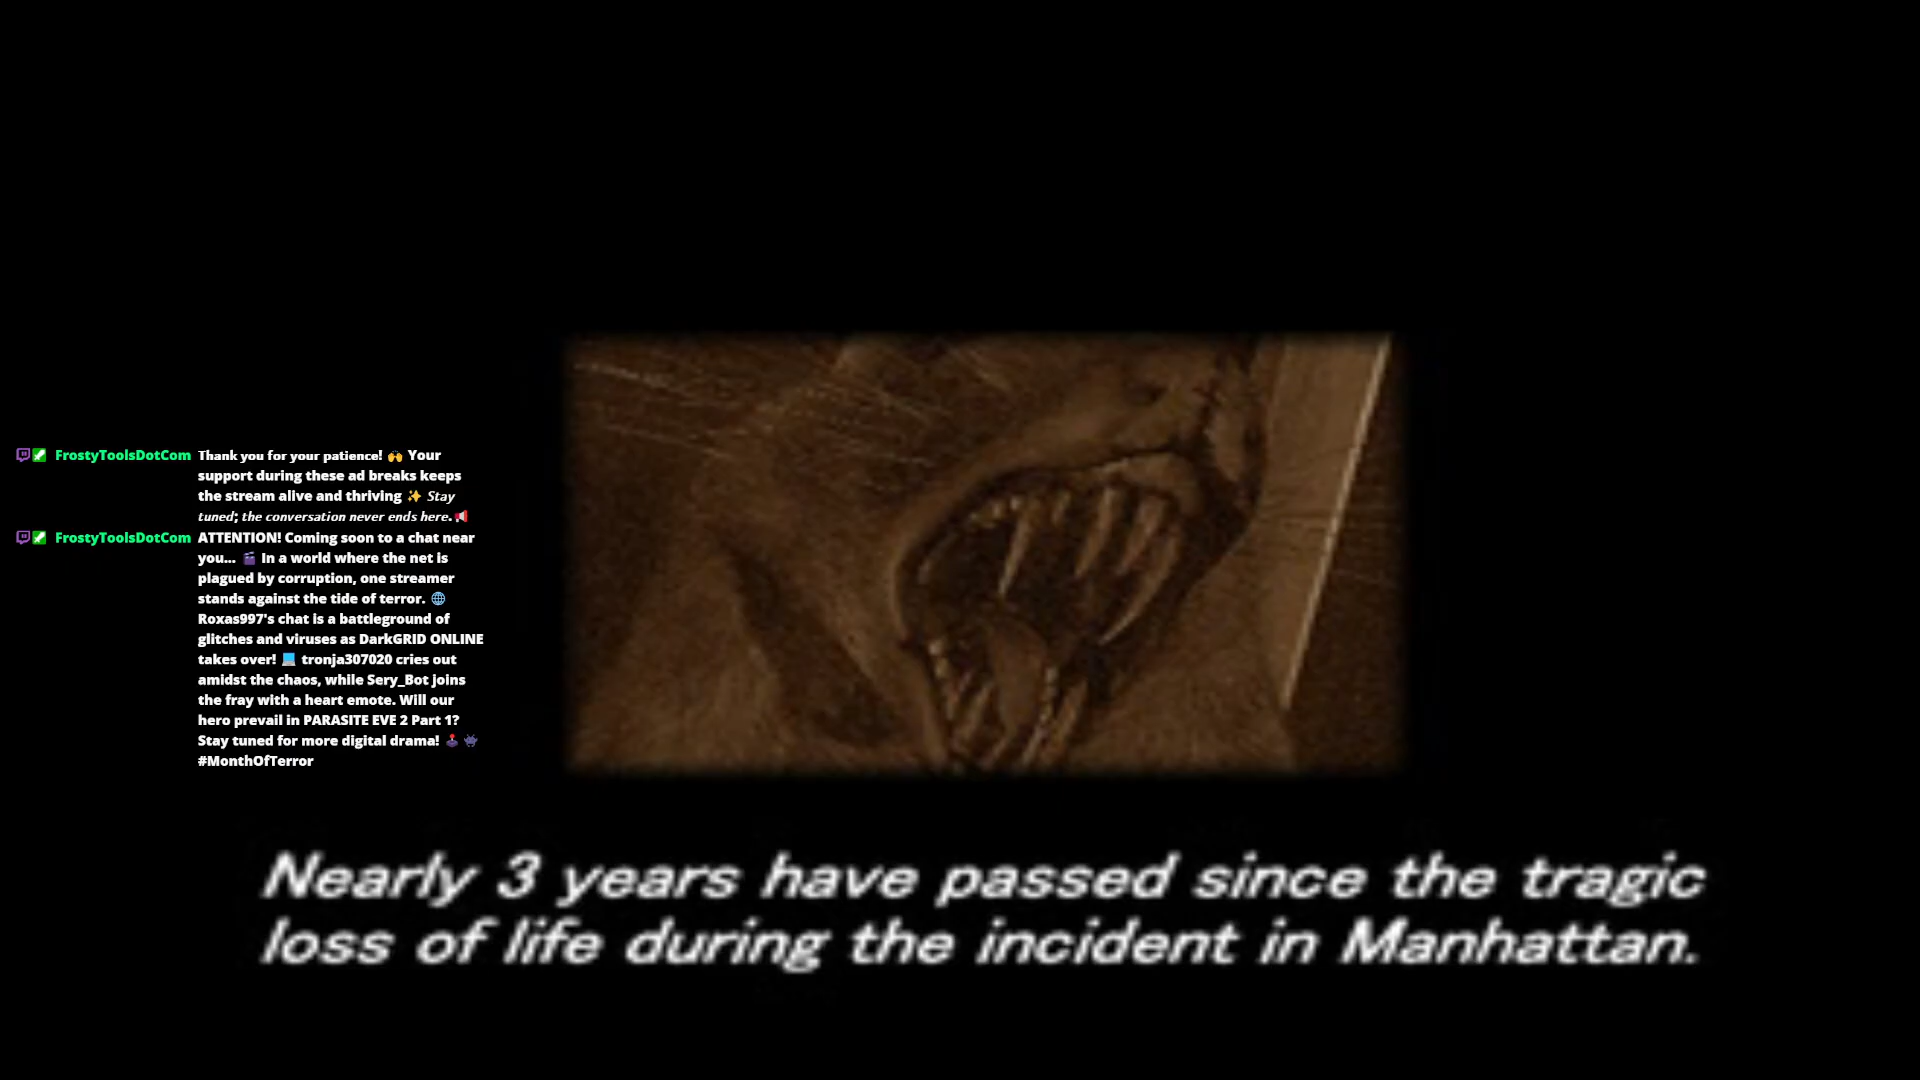 FrostyToolsDotCom Thank you for your patience! 🙌 Your
support during these ad breaks keeps
the stream alive and thriving ✨ Stay
tuned; the conversation never ends here.📢
FrostyToolsDotCom ATTENTION! Coming soon to a chat near
you... 🎬 In a world where the net is
plagued by corruption, one streamer
stands against the tide of terror. 🌐
Roxas997's chat is a battleground of
glitches and viruses as DarkGRID ONLINE
takes over! 💻 tronja307020 cries out
amidst the chaos, while Sery_Bot joins
the fray with a heart emote. Will our
hero prevail in PARASITE EVE 2 Part 1?
Stay tuned for more digital drama! 🕹️ 👾
#MonthOfTerror
Nearly 3 years have passed since the tragic
loss of life during the incident in Manhattan.